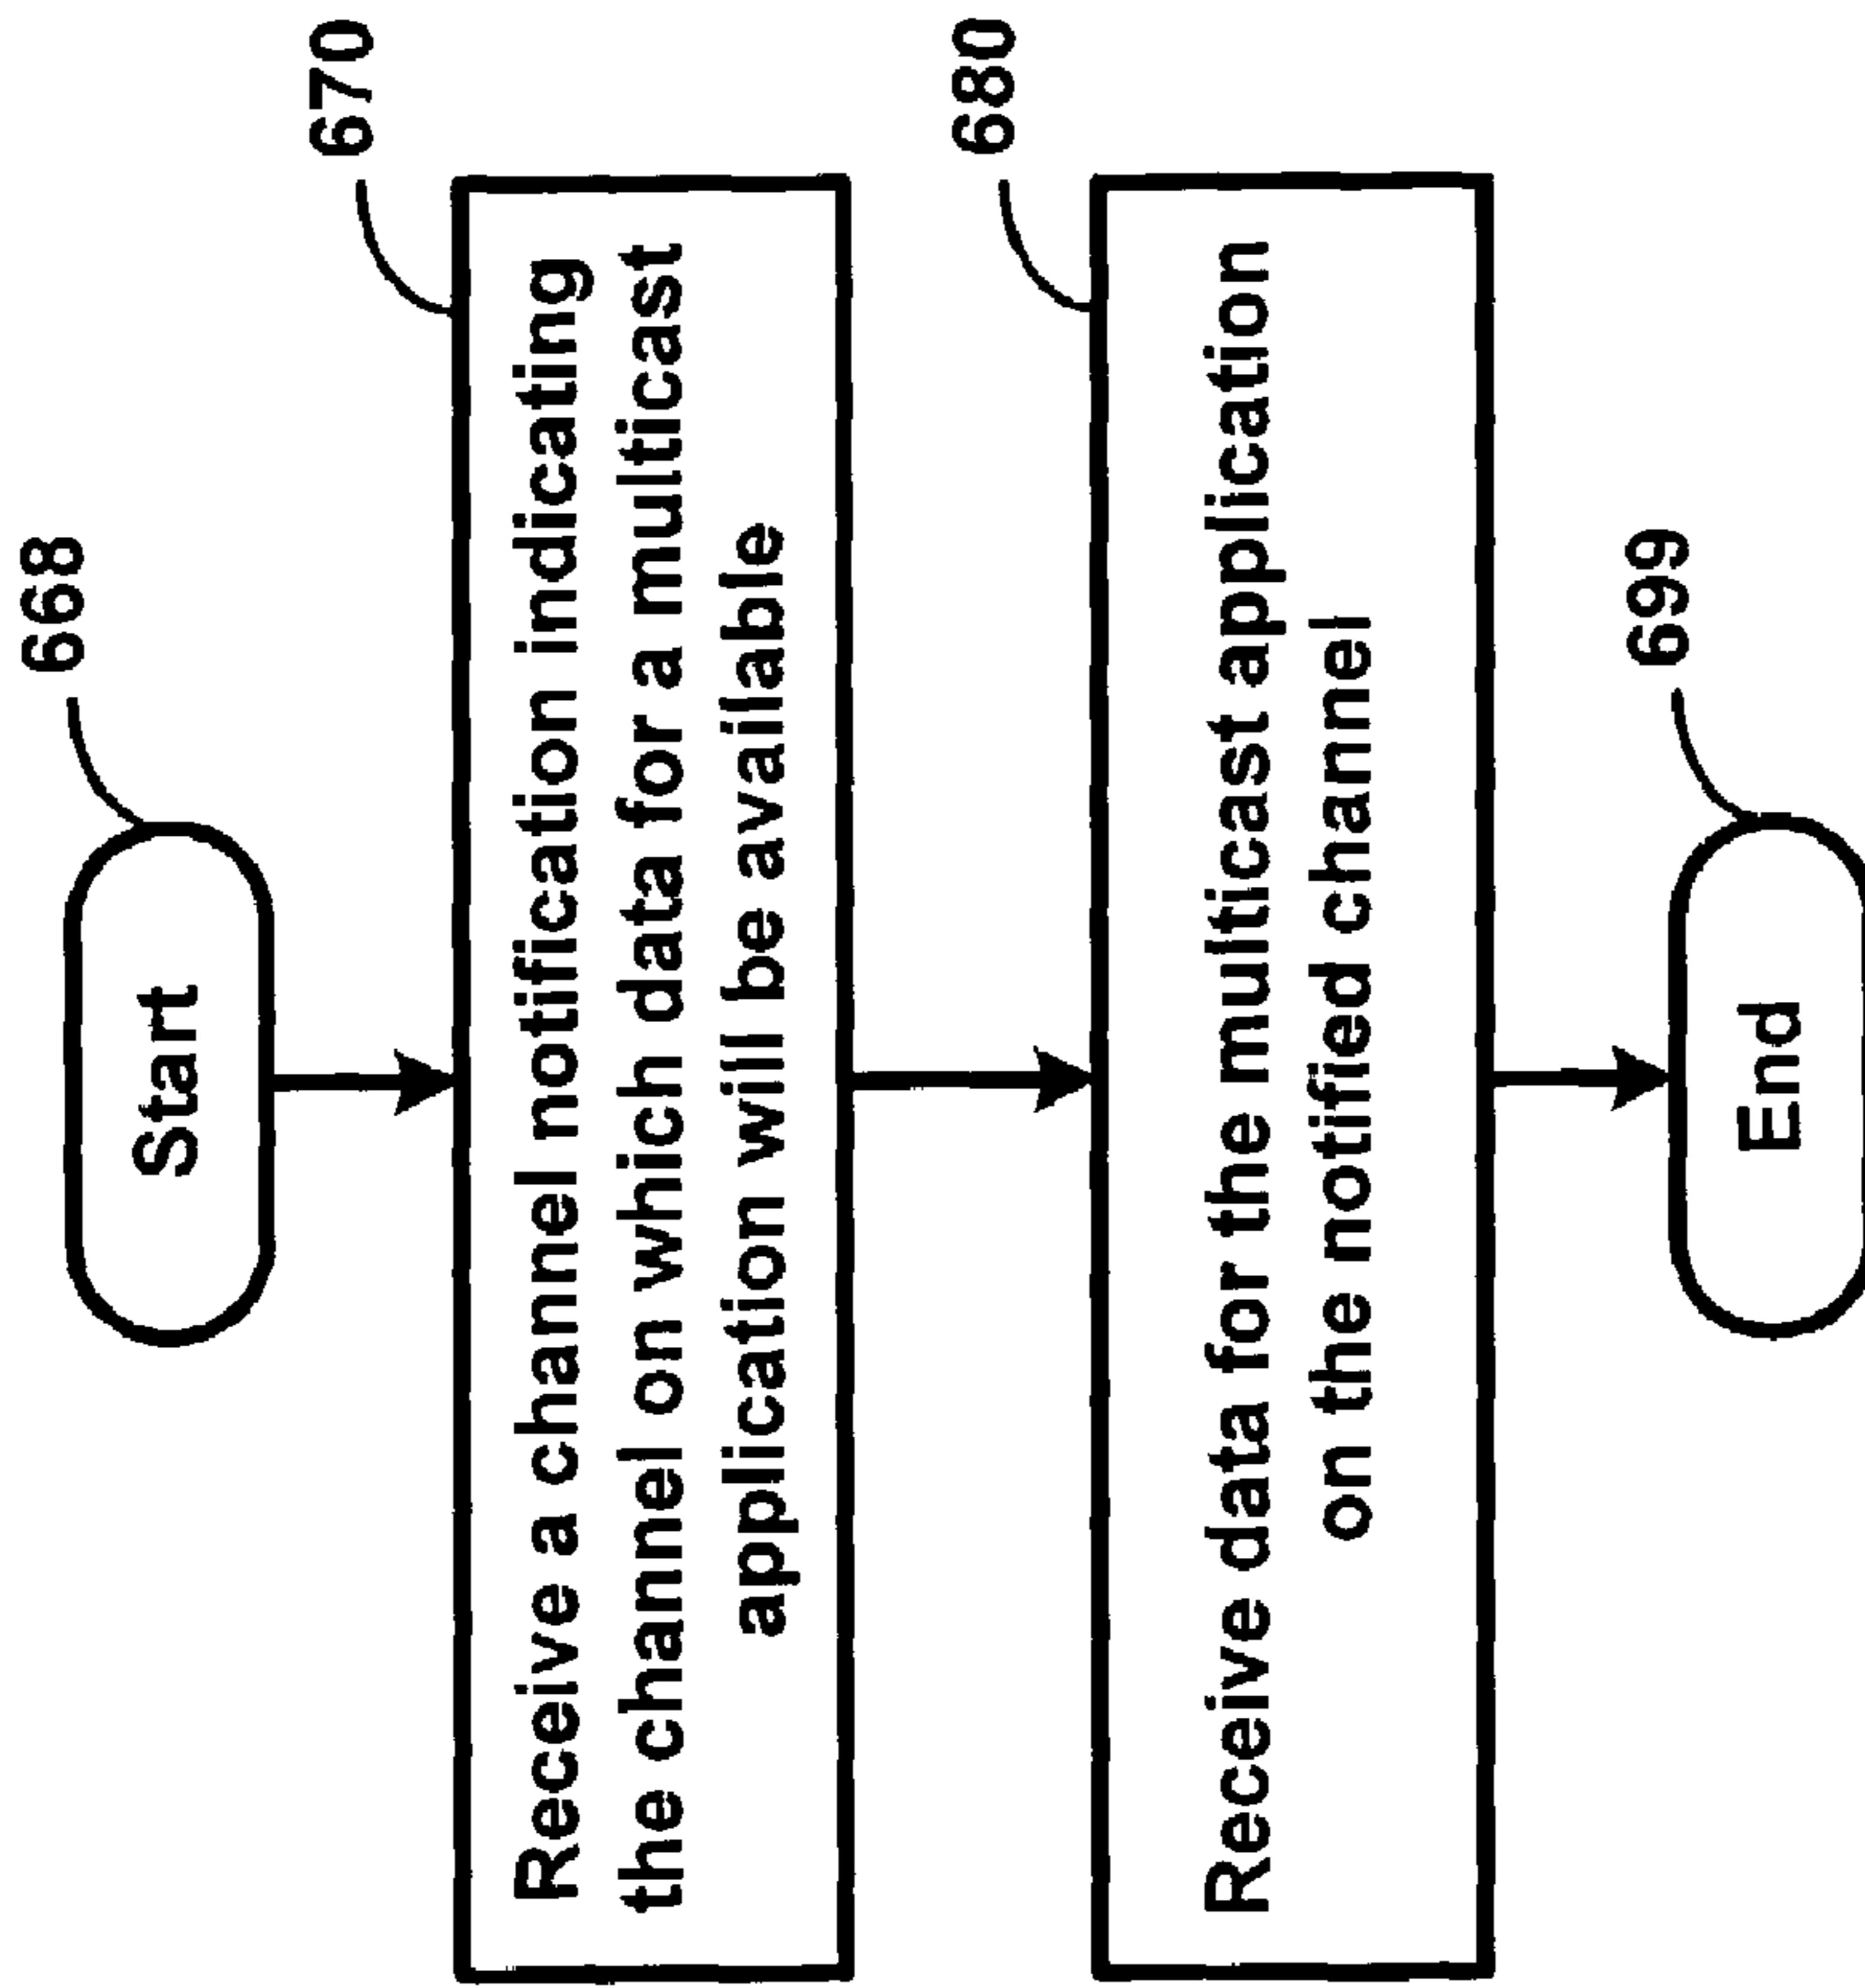 Start
668
Receive a channel notification indicating
the channel on which data for a multicast
application will be available
670
Receive data for the multicast application
on the notified channel
680
End
699